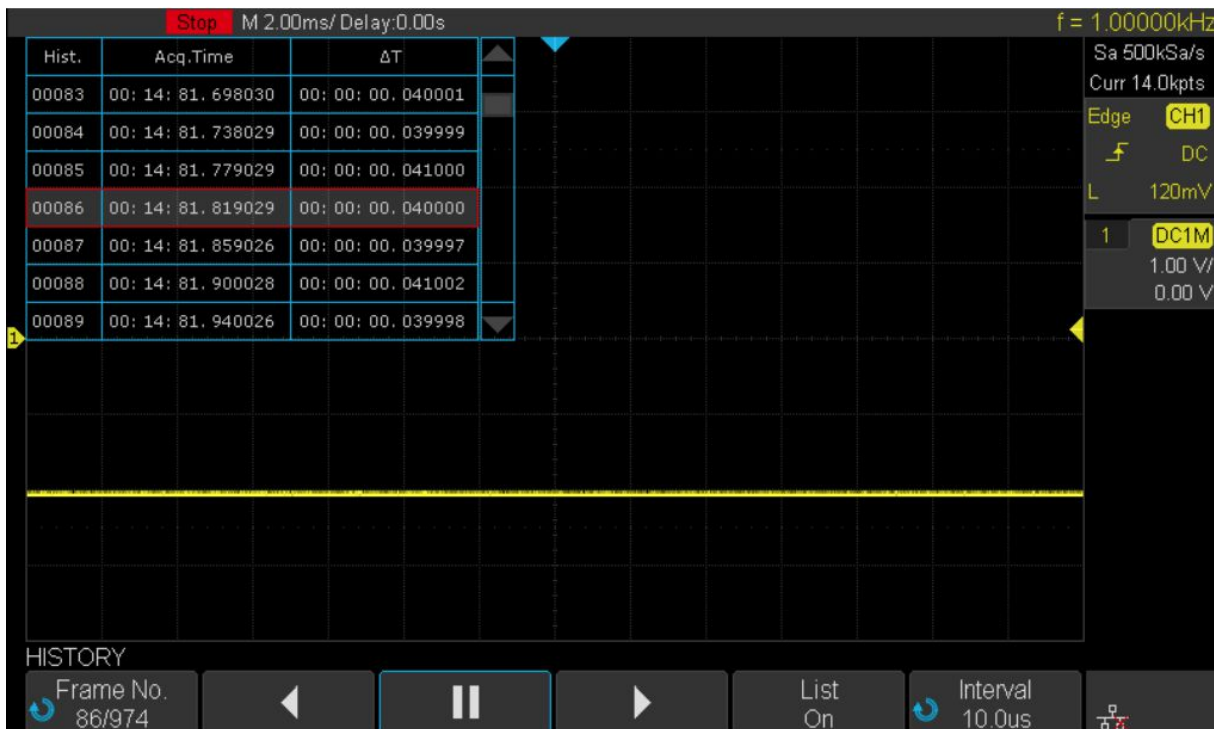 Stop M 2.00ms/ Delay:0.00s f = 1.00000kHz
Hist. Acq.Time ΔT
00083 00: 14: 81. 698030 00: 00: 00. 040001
00084 00: 14: 81. 738029 00: 00: 00. 039999
00085 00: 14: 81. 779029 00: 00: 00. 041000
00086 00: 14: 81. 819029 00: 00: 00. 040000
00087 00: 14: 81. 859026 00: 00: 00. 039997
00088 00: 14: 81. 900028 00: 00: 00. 041002
00089 00: 14: 81. 940026 00: 00: 00. 039998
Sa 500kSa/s
Curr 14.0kpts
Edge CH1
DC
L 120mV
1 DC1M
1.00 V/
0.00 V
1
HISTORY
Frame No.
86/974
List
On
Interval
10.0us